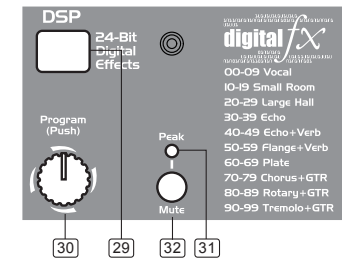 DSP
24-Bit
Digital
Effects
digital fx
00-09 Vocal
10-19 Small Room
20-29 Large Hall
30-39 Echo
40-49 Echo+Verb
50-59 Flange+Verb
60-69 Plate
70-79 Chorus+GTR
80-89 Rotary+GTR
90-99 Tremolo+GTR
Program
(Push)
Peak
Mute
30
29
32
31